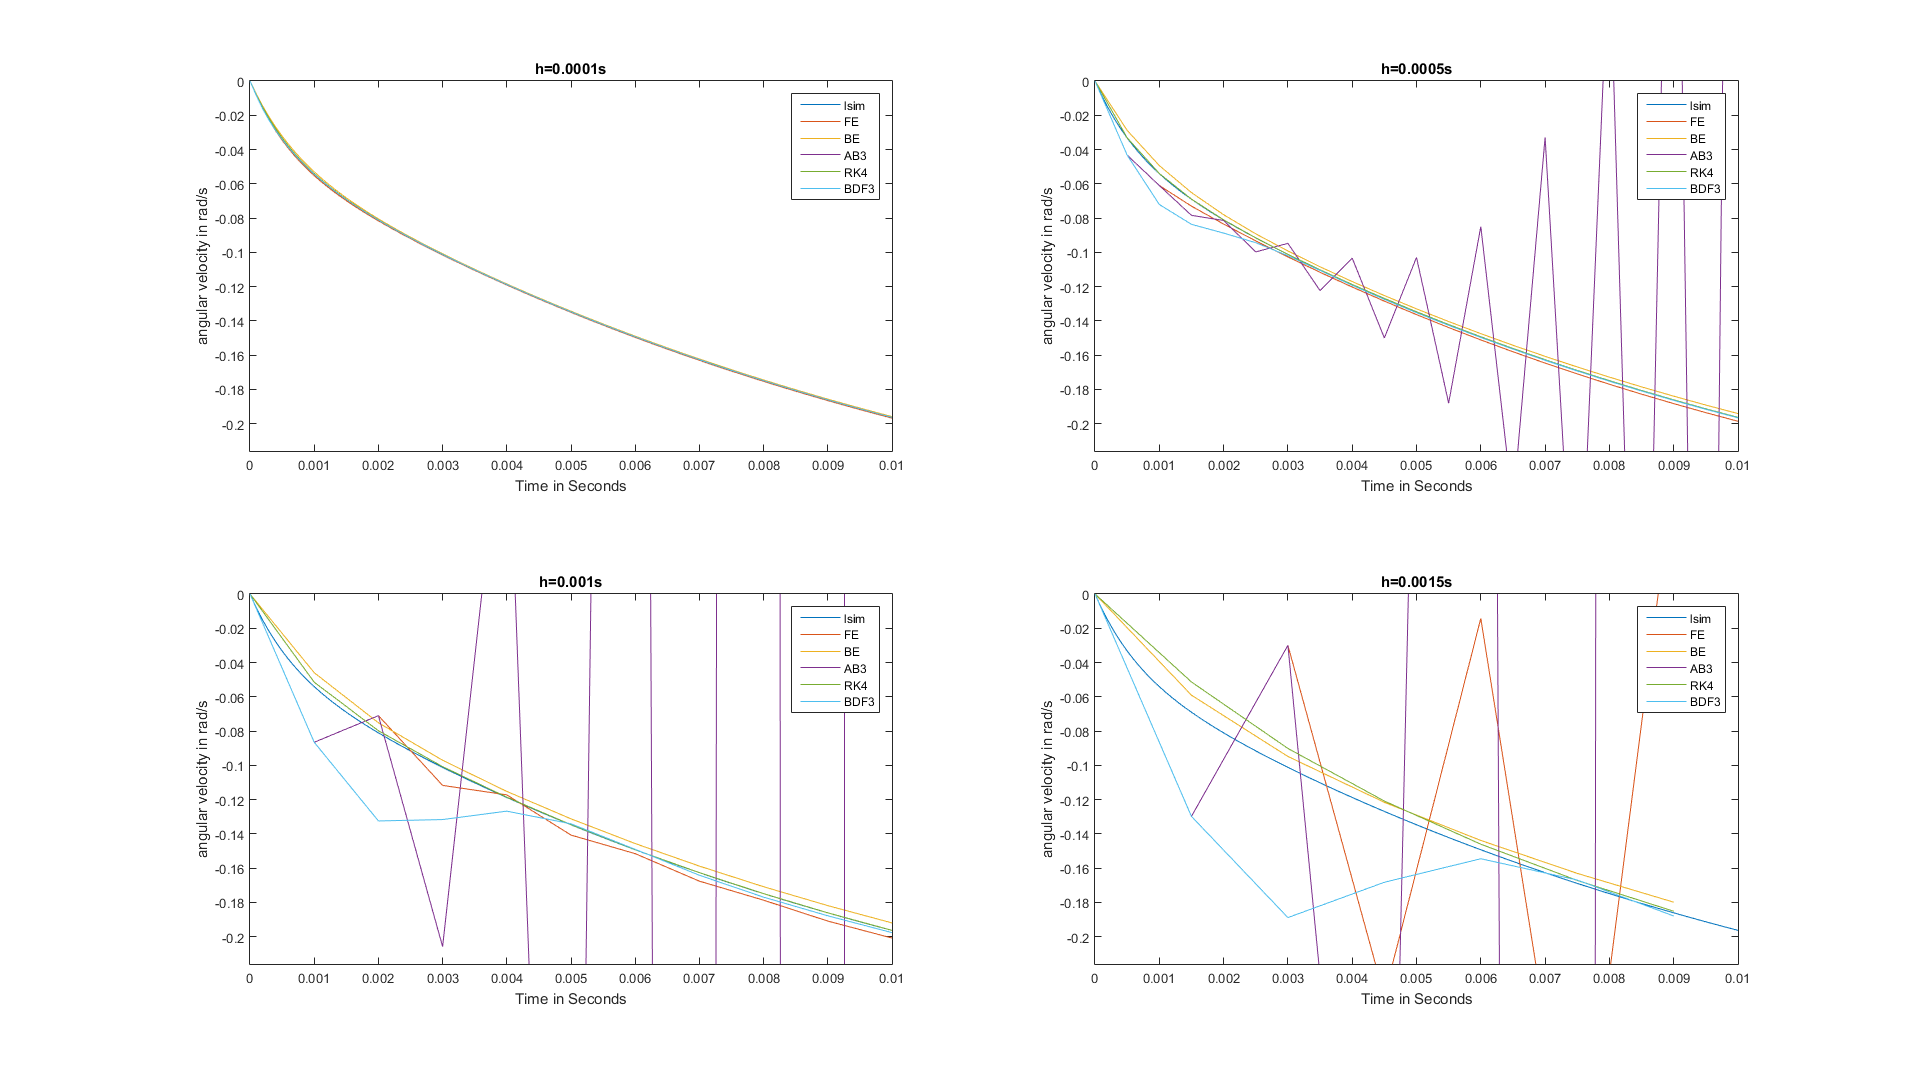 h=0.0001s
angular velocity in rad/s
0
-0.02
-0.04
-0.06
-0.08
-0.1
-0.12
-0.14
-0.16
-0.18
-0.2
lsim
FE
BE
AB3
RK4
BDF3
0 0.001 0.002 0.003 0.004 0.005 0.006 0.007 0.008 0.009 0.01
Time in Seconds
h=0.0005s
angular velocity in rad/s
0
-0.02
-0.04
-0.06
-0.08
-0.1
-0.12
-0.14
-0.16
-0.18
-0.2
lsim
FE
BE
AB3
RK4
BDF3
0 0.001 0.002 0.003 0.004 0.005 0.006 0.007 0.008 0.009 0.01
Time in Seconds
h=0.001s
angular velocity in rad/s
0
-0.02
-0.04
-0.06
-0.08
-0.1
-0.12
-0.14
-0.16
-0.18
-0.2
lsim
FE
BE
AB3
RK4
BDF3
0 0.001 0.002 0.003 0.004 0.005 0.006 0.007 0.008 0.009 0.01
Time in Seconds
h=0.0015s
angular velocity in rad/s
0
-0.02
-0.04
-0.06
-0.08
-0.1
-0.12
-0.14
-0.16
-0.18
-0.2
lsim
FE
BE
AB3
RK4
BDF3
0 0.001 0.002 0.003 0.004 0.005 0.006 0.007 0.008 0.009 0.01
Time in Seconds